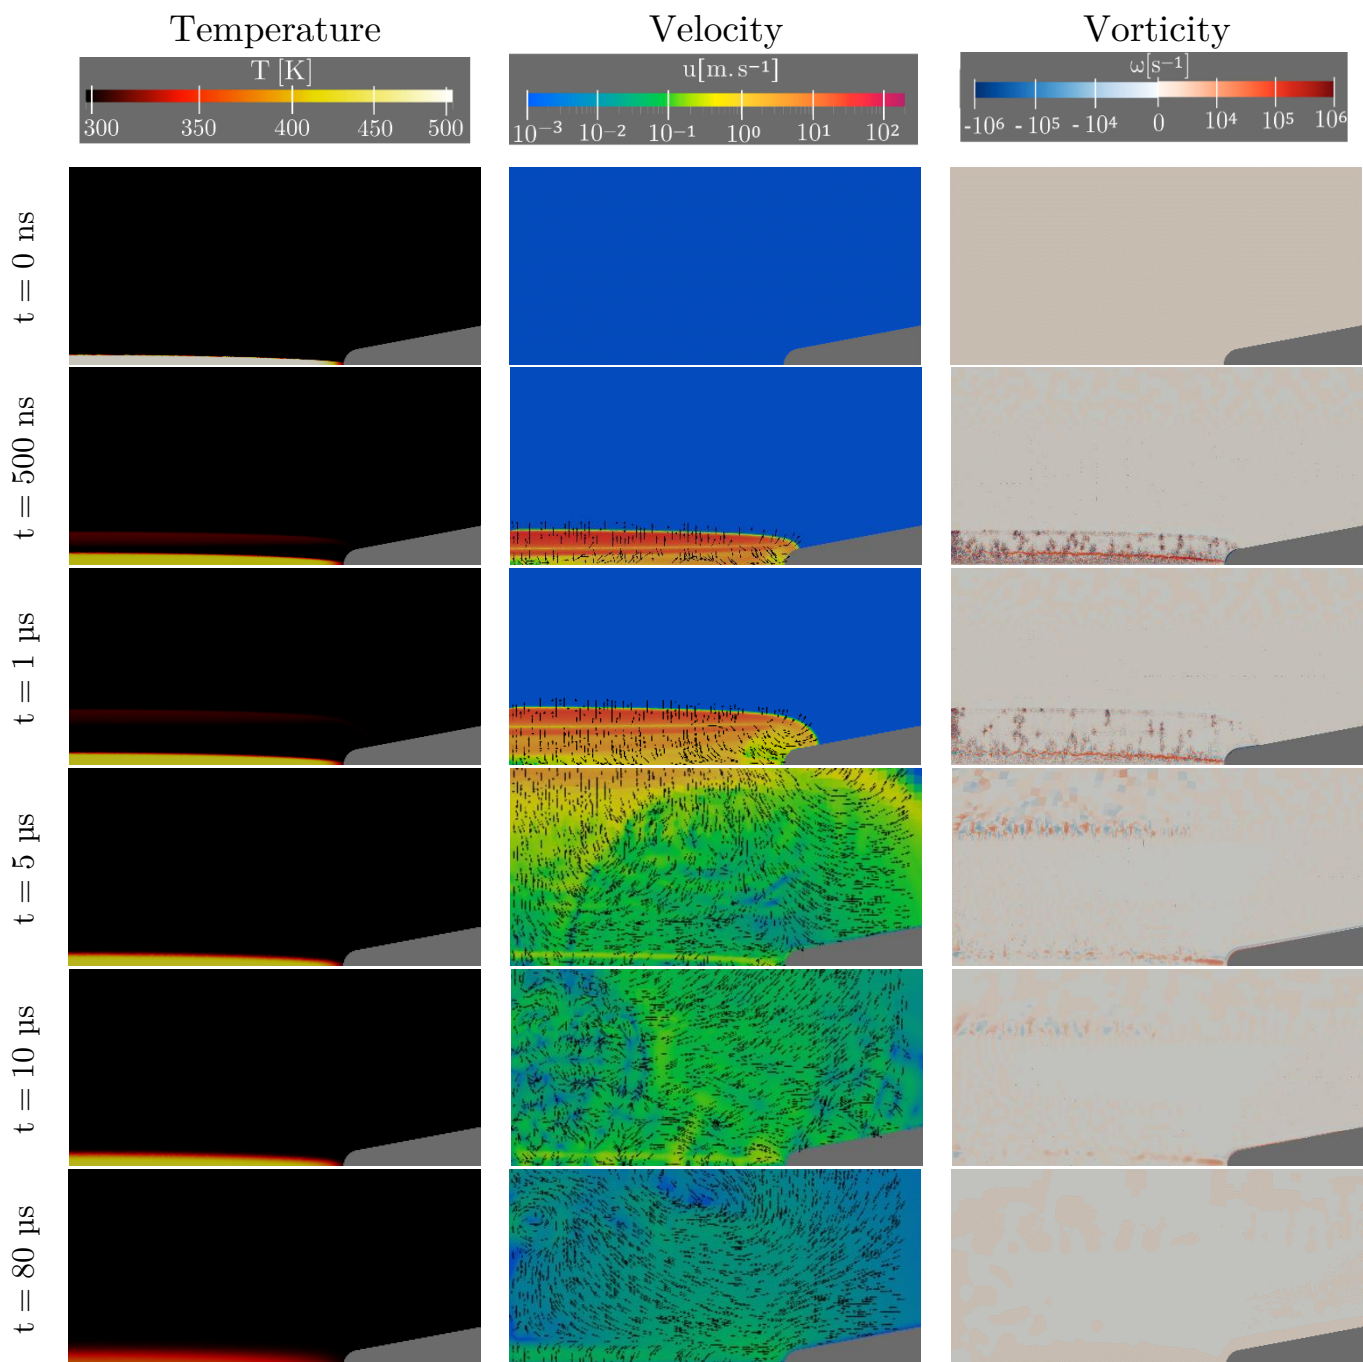 Temperature Velocity Vorticity
T [K] u[m.s⁻¹] ω[s⁻¹]
300 350 400 450 500 10⁻³ 10⁻² 10⁻¹ 10⁰ 10¹ 10² -10⁶ -10⁵ -10⁴ 0 10⁴ 10⁵ 10⁶
t = 0 ns
t = 500 ns
t = 1 µs
t = 5 µs
t = 10 µs
t = 80 µs